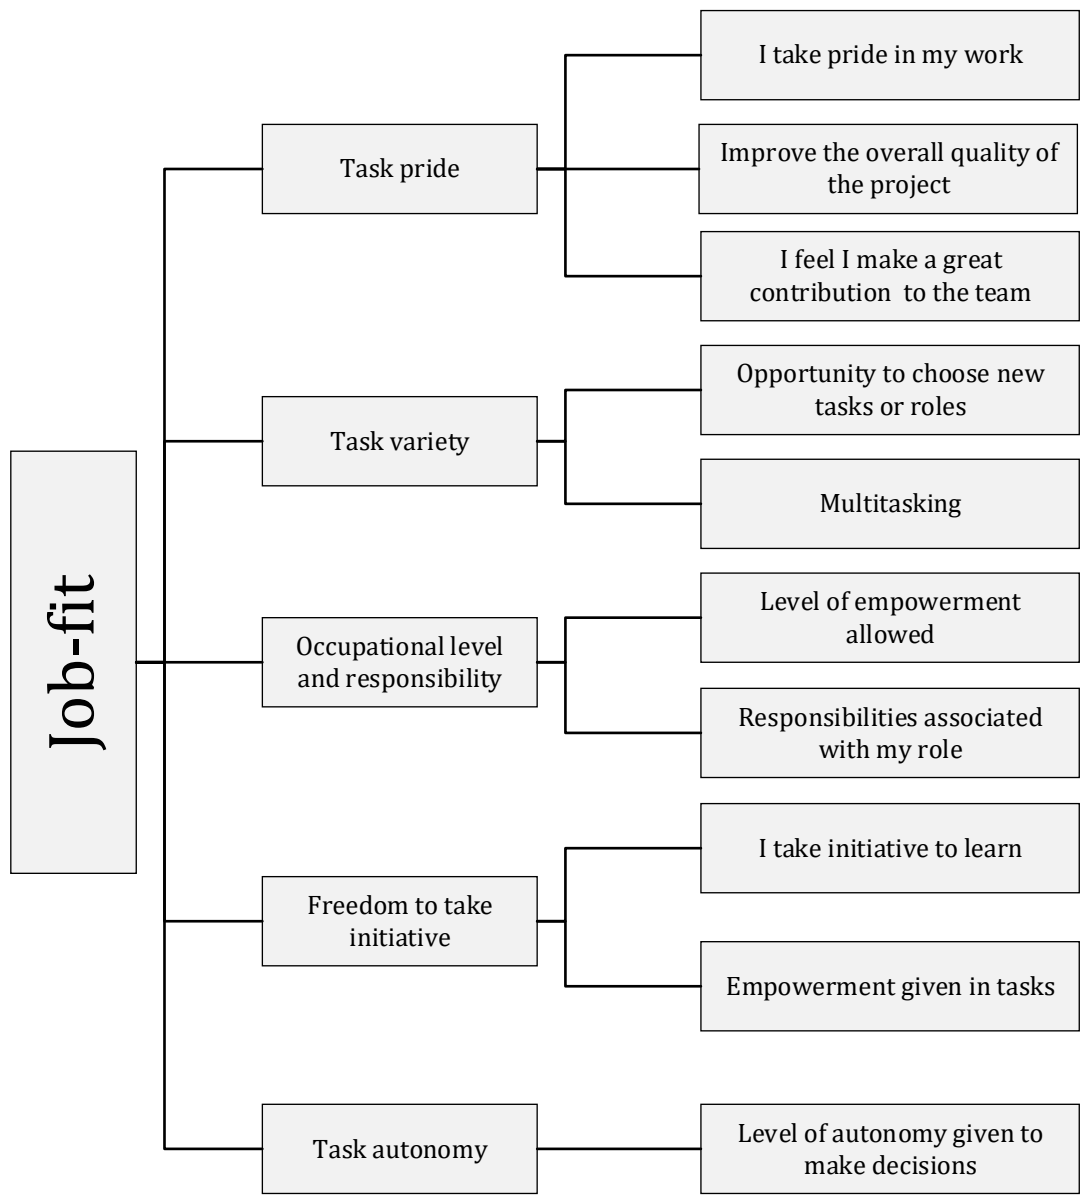 Job-fit
Task pride
I take pride in my work
Improve the overall quality of
the project
I feel I make a great
contribution  to the team
Task variety
Opportunity to choose new
tasks or roles
Multitasking
Occupational level
and responsibility
Level of empowerment
allowed
Responsibilities associated
with my role
Freedom to take
initiative
I take initiative to learn
Empowerment given in tasks
Task autonomy
Level of autonomy given to
make decisions